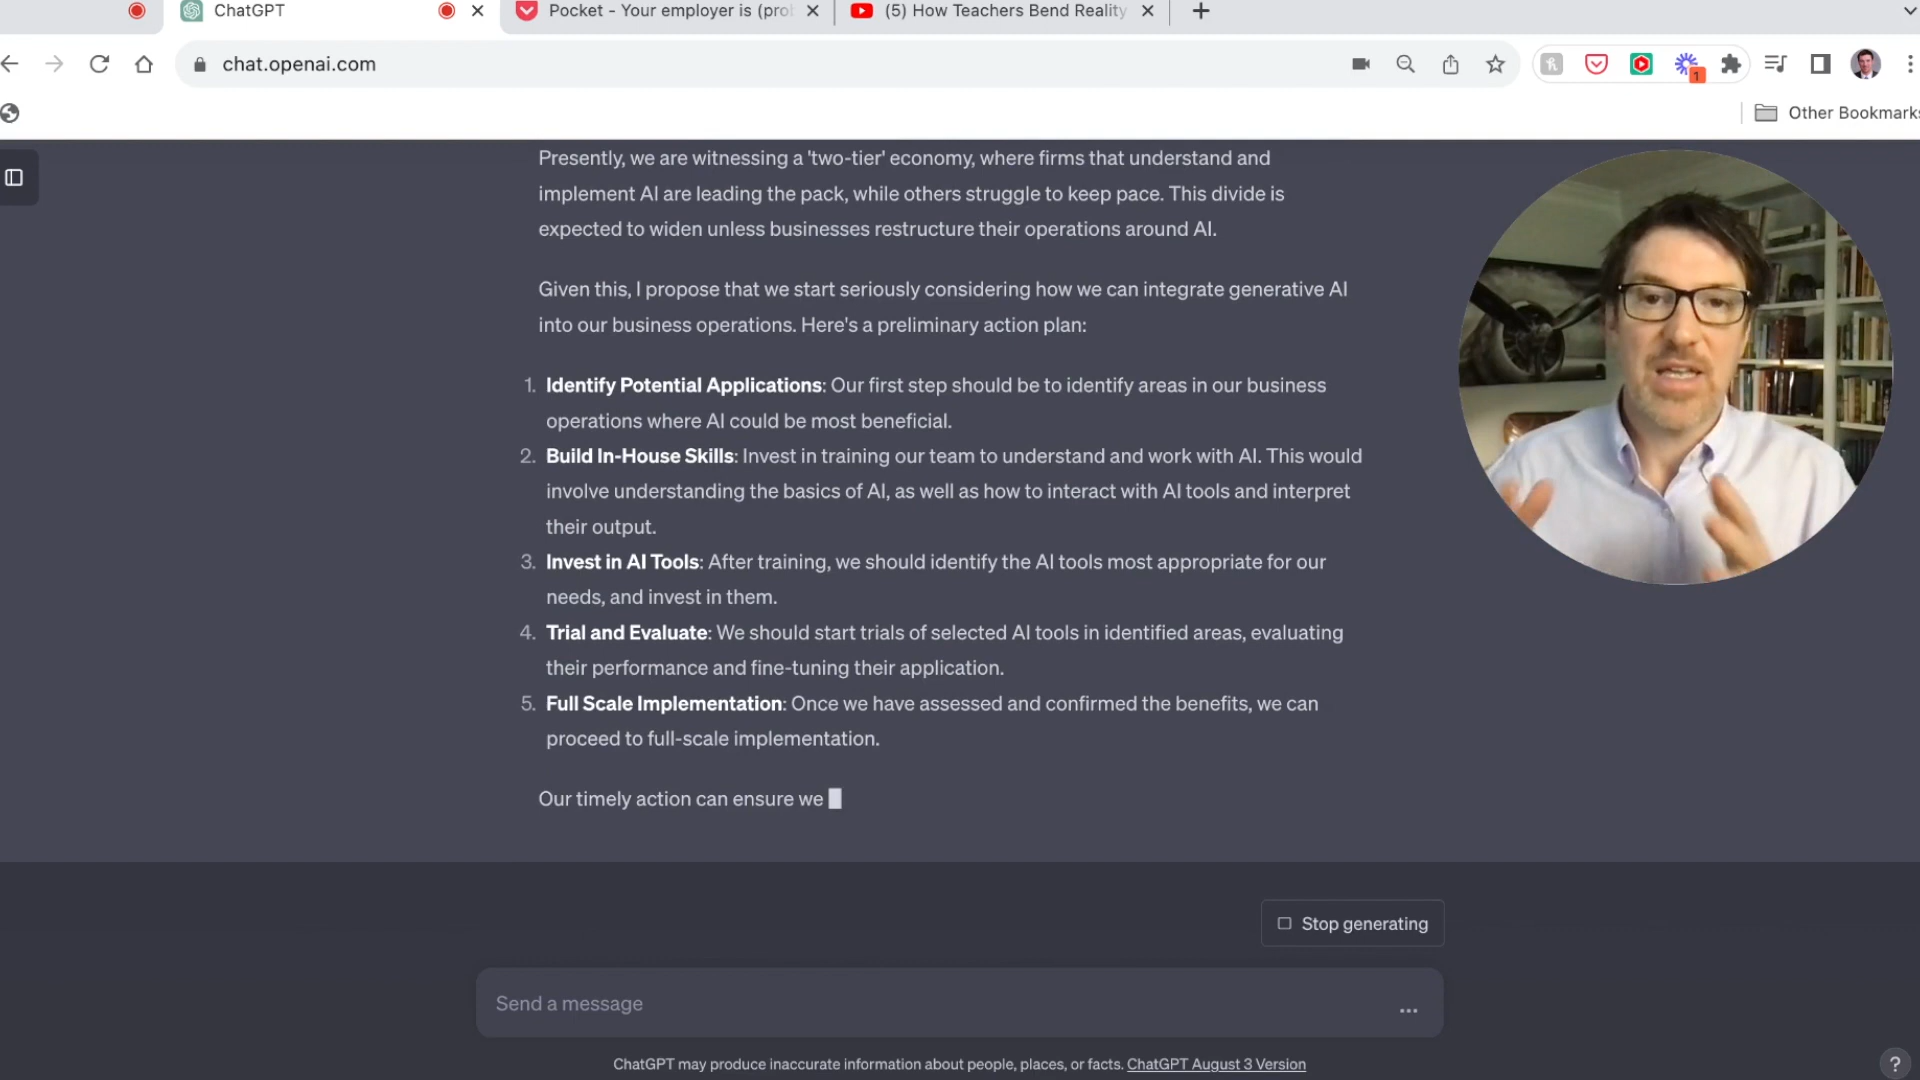 ChatGPT
Pocket - Your employer is (prob
(5) How Teachers Bend Reality
chat.openai.com
1
Other Bookmarks
Presently, we are witnessing a 'two-tier' economy, where firms that understand and
implement AI are leading the pack, while others struggle to keep pace. This divide is
expected to widen unless businesses restructure their operations around AI.
Given this, I propose that we start seriously considering how we can integrate generative AI
into our business operations. Here's a preliminary action plan:
1. Identify Potential Applications: Our first step should be to identify areas in our business
operations where AI could be most beneficial.
2. Build In-House Skills: Invest in training our team to understand and work with AI. This would
involve understanding the basics of AI, as well as how to interact with AI tools and interpret
their output.
3. Invest in AI Tools: After training, we should identify the AI tools most appropriate for our
needs, and invest in them.
4. Trial and Evaluate: We should start trials of selected AI tools in identified areas, evaluating
their performance and fine-tuning their application.
5. Full Scale Implementation: Once we have assessed and confirmed the benefits, we can
proceed to full-scale implementation.
Our timely action can ensure we
Stop generating
Send a message
ChatGPT may produce inaccurate information about people, places, or facts. ChatGPT August 3 Version
?